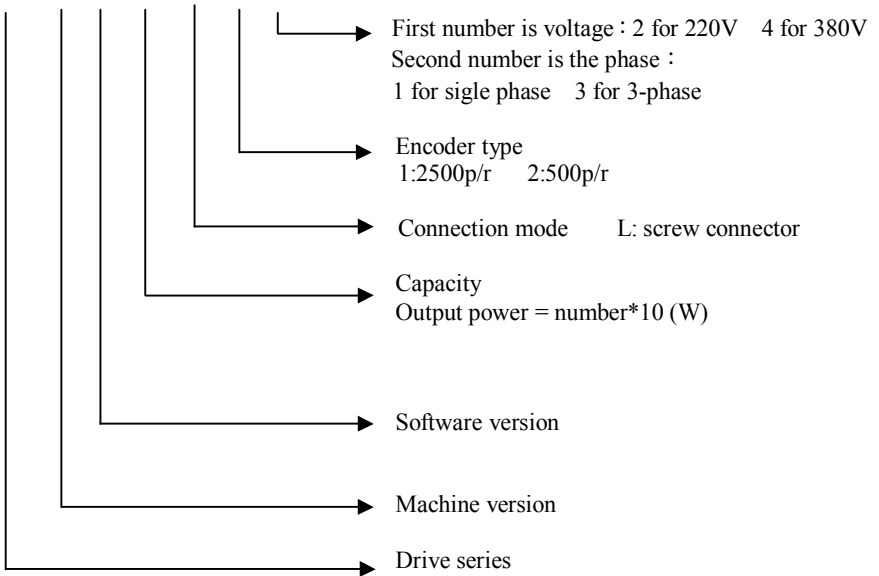 First number is voltage：2 for 220V 4 for 380V
Second number is the phase：
1 for sigle phase 3 for 3-phase
Encoder type
1:2500p/r 2:500p/r
Connection mode L: screw connector
Capacity
Output power = number*10 (W)
Software version
Machine version
Drive series